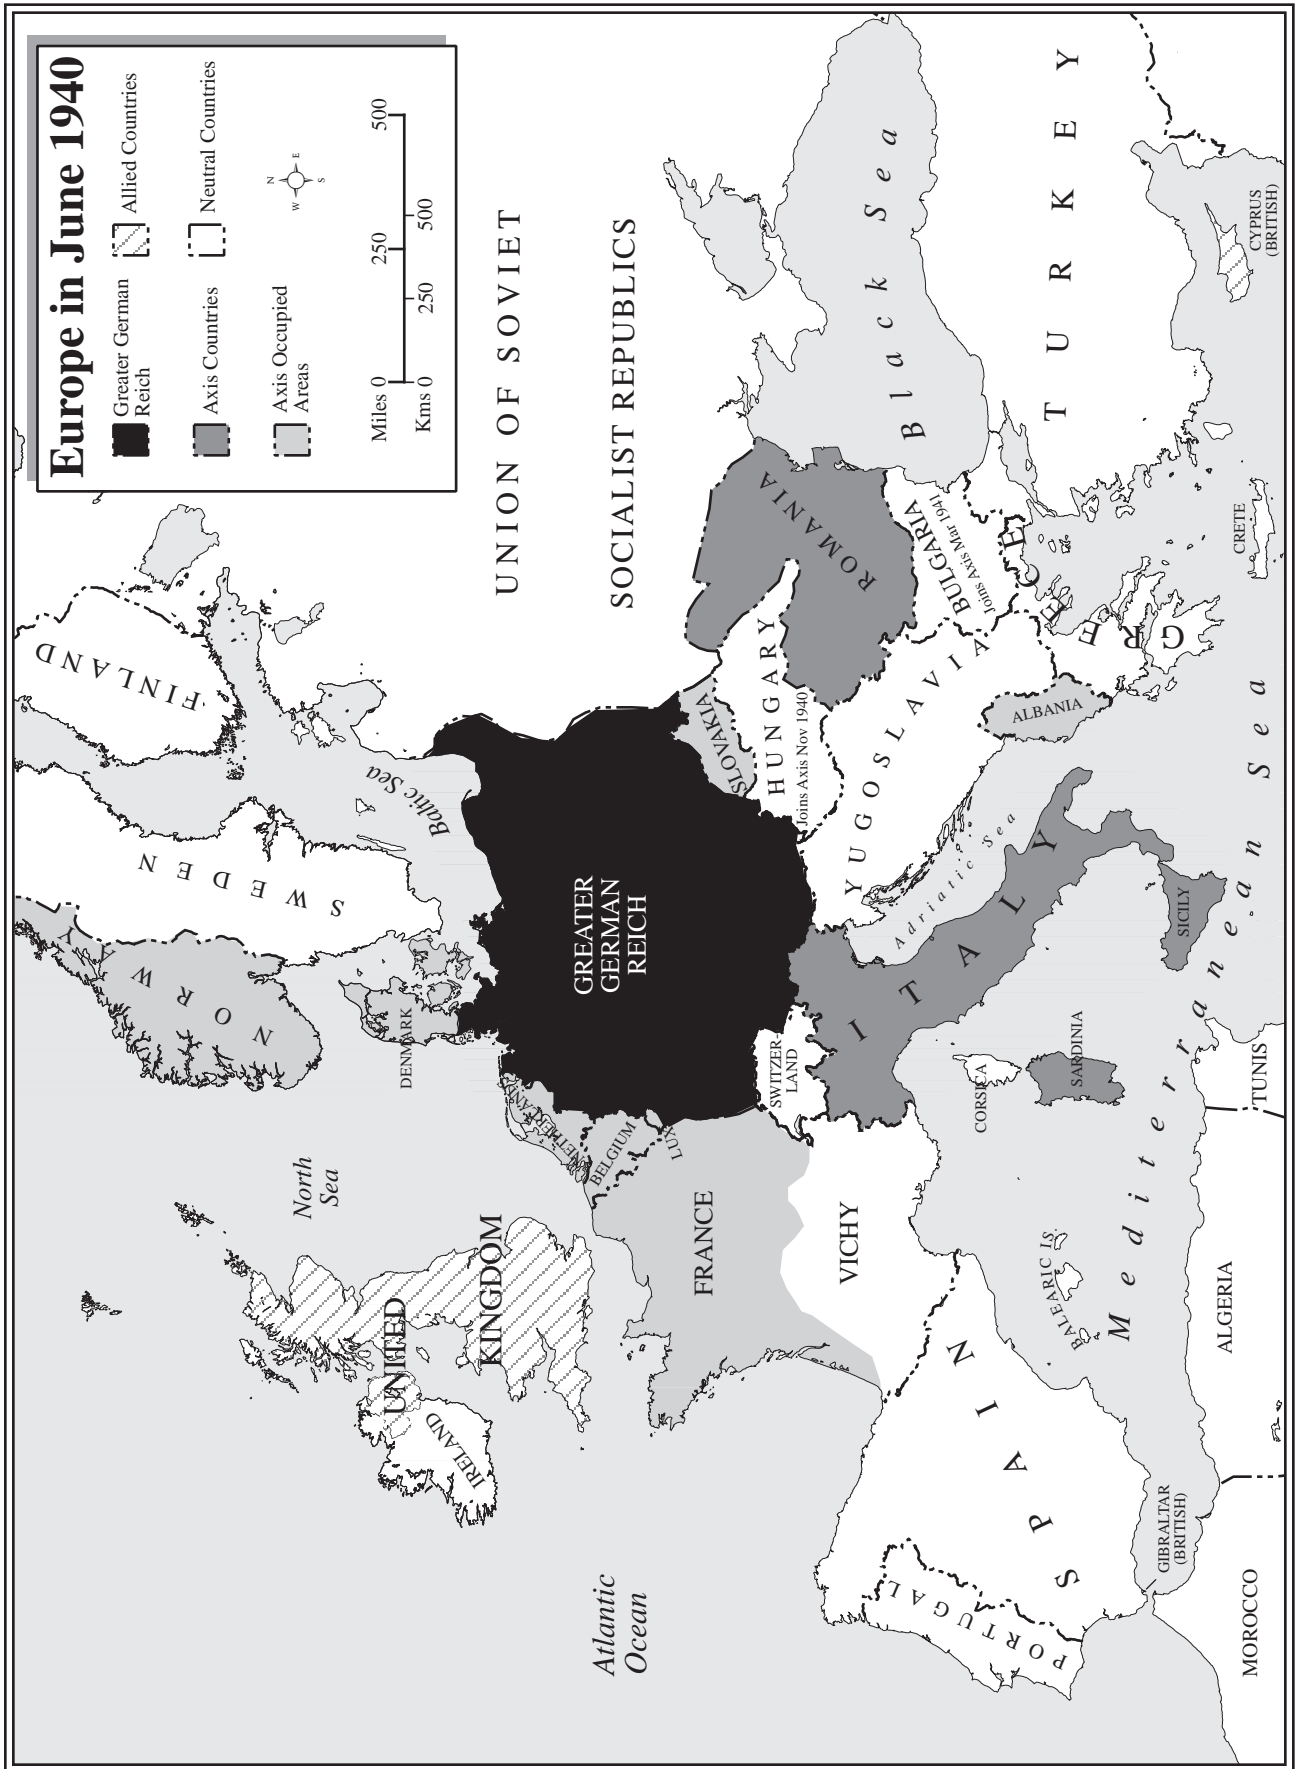 Europe in June 1940
Greater German
Reich
Allied Countries
Axis Countries
Neutral Countries
Axis Occupied
Areas
N
W
E
S
Miles 0
250
500
Kms 0
250
500
FINLAND
NORWAY
SWEDEN
UNION OF SOVIET
SOCIALIST REPUBLICS
North
Sea
Baltic Sea
DENMARK
UNITED
KINGDOM
IRELAND
NETHERLANDS
BELGIUM
LUX
GREATER
GERMAN
REICH
Atlantic
Ocean
FRANCE
SLOVAKIA
SWITZER-
LAND
HUNGARY
Joins Axis Nov 1940
ROMANIA
VICHY
Black Sea
YUGOSLAVIA
BULGARIA
Joins Axis Mar 1941
ITALY
Adriatic Sea
PORTUGAL
SPAIN
CORSICA
SARDINIA
ALBANIA
GREECE
TURKEY
BALEARIC IS.
SICILY
Mediterranean Sea
GIBRALTAR
(BRITISH)
CRETE
CYPRUS
(BRITISH)
MOROCCO
ALGERIA
TUNIS